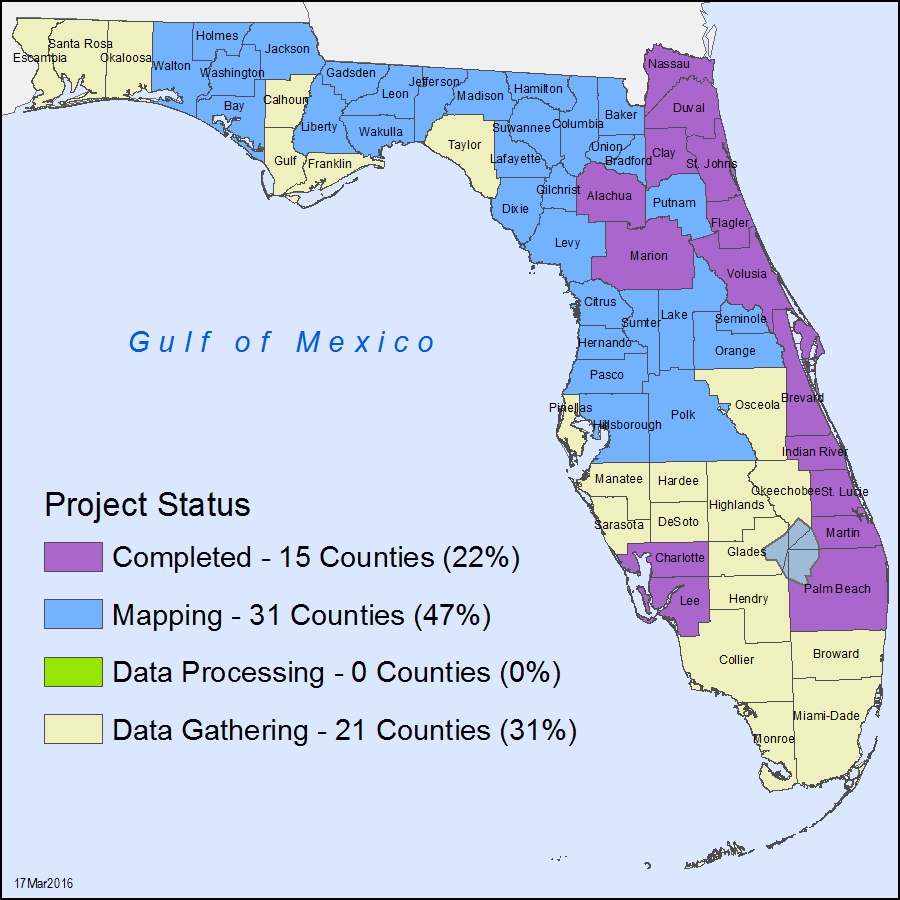 Holmes
Santa Rosa
Jackson
Escampia
Okaloosa
Walton
Washington
Gadsden
Jefferson
Nassau
Hamilton
Leon
Madison
Calhoun
Bay
Duval
Baker
Liberty
Suwannee
Columbia
Wakulla
Taylor
Union
Clay
Gulf
Franklin
Lafayette
Bradford
St. Johns
Gilchrist
Alachua
Putnam
Dixie
Flagler
Levy
Marion
Volusia
Citrus
Lake
Seminole
Sumter
Gulf of Mexico
Hernando
Orange
Pasco
Brevard
Pinellas
Osceola
Polk
Hillsborough
Indian River
Manatee
Hardee
Okeechobee
St. Lucie
Highlands
Sarasota
DeSoto
Martin
Glades
Charlotte
Palm Beach
Lee
Hendry
Broward
Collier
Miami-Dade
Monroe
Project Status
Completed - 15 Counties (22%)
Mapping - 31 Counties (47%)
Data Processing - 0 Counties (0%)
Data Gathering - 21 Counties (31%)
17Mar2016